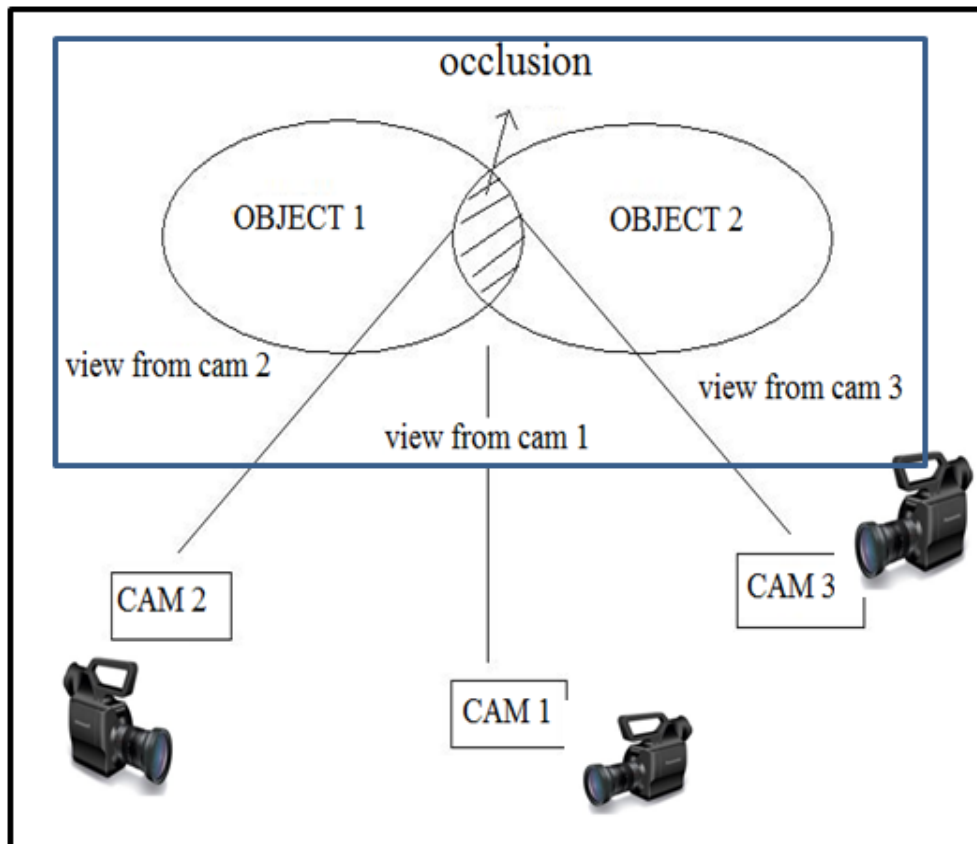 occlusion
OBJECT 1
OBJECT 2
view from cam 2
view from cam 3
view from cam 1
CAM 2
CAM 3
CAM 1